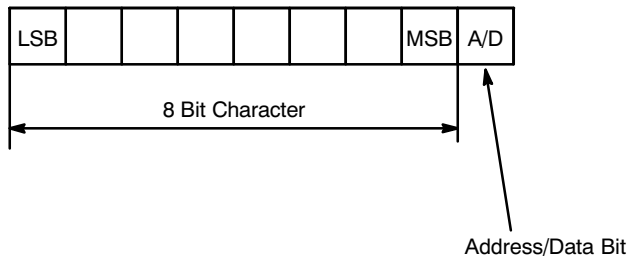 LSB MSB A/D
8 Bit Character
Address/Data Bit